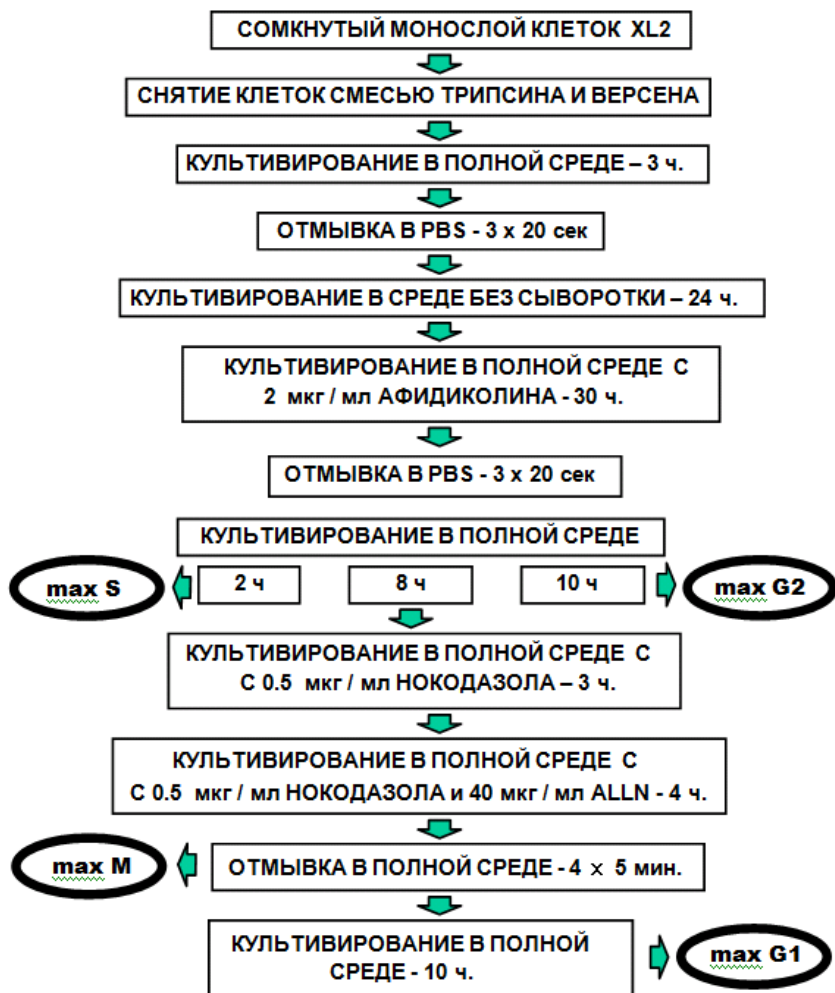 СОМКНУТЫЙ МОНОСЛОЙ КЛЕТОК XL2
СНЯТИЕ КЛЕТОК СМЕСЬЮ ТРИПСИНА И ВЕРСЕНА
КУЛЬТИВИРОВАНИЕ В ПОЛНОЙ СРЕДЕ – 3 ч.
ОТМЫВКА В PBS - 3 x 20 сек
КУЛЬТИВИРОВАНИЕ В СРЕДЕ БЕЗ СЫВОРОТКИ – 24 ч.
КУЛЬТИВИРОВАНИЕ В ПОЛНОЙ СРЕДЕ С
2 мкг / мл АФИДИКОЛИНА - 30 ч.
ОТМЫВКА В PBS - 3 x 20 сек
КУЛЬТИВИРОВАНИЕ В ПОЛНОЙ СРЕДЕ
max S
2 ч
8 ч
10 ч
max G2
КУЛЬТИВИРОВАНИЕ В ПОЛНОЙ СРЕДЕ С
С 0.5 мкг / мл НОКОДАЗОЛА – 3 ч.
КУЛЬТИВИРОВАНИЕ В ПОЛНОЙ СРЕДЕ С
С 0.5 мкг / мл НОКОДАЗОЛА и 40 мкг / мл ALLN - 4 ч.
max M
ОТМЫВКА В ПОЛНОЙ СРЕДЕ - 4 × 5 мин.
КУЛЬТИВИРОВАНИЕ В ПОЛНОЙ
СРЕДЕ - 10 ч.
max G1